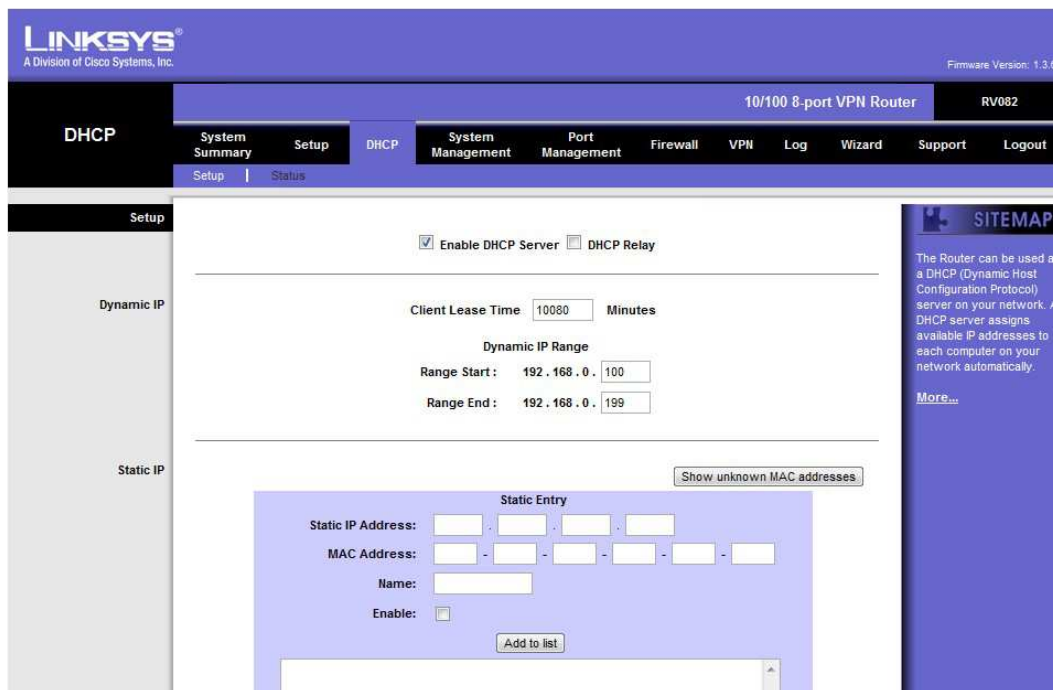 LINKSYS®
A Division of Cisco Systems, Inc.
Firmware Version: 1.3.
10/100 8-port VPN Router RV082
DHCP
System Summary Setup DHCP System Management Port Management Firewall VPN Log Wizard Support Logout
Setup | Status
Setup
SITEMAP
Enable DHCP Server DHCP Relay
The Router can be used a
a DHCP (Dynamic Host
Configuration Protocol)
server on your network. A
DHCP server assigns
available IP addresses to
each computer on your
network automatically.
More...
Dynamic IP
Client Lease Time 10080 Minutes
Dynamic IP Range
Range Start : 192 . 168 . 0 . 100
Range End : 192 . 168 . 0 . 199
Static IP
Show unknown MAC addresses
Static Entry
Static IP Address: . . .
MAC Address: - - - - -
Name:
Enable:
Add to list